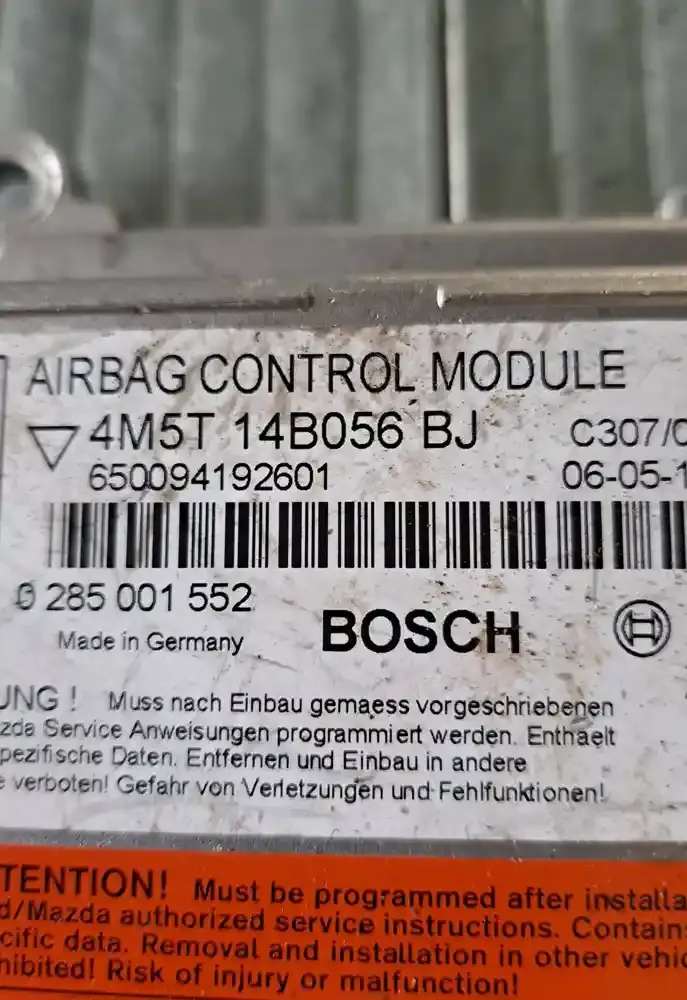 AIRBAG CONTROL MODULE
4M5T 14B056 BJ C307/
650094192601 06-05-1
0 285 001 552
Made in Germany BOSCH
UNG ! Muss nach Einbau gemaess vorgeschriebenen
zda Service Anweisungen programmiert werden. Enthaelt
pezifische Daten. Entfernen und Einbau in andere
e verboten! Gefahr von Verletzungen und Fehlfunktionen!
TENTION! Must be programmed after installa
d/Mazda authorized service instructions. Contain
cific data. Removal and installation in other vehic
hibited! Risk of injury or malfunction!